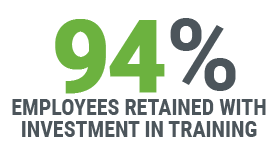 94%
EMPLOYEES RETAINED WITH
INVESTMENT IN TRAINING